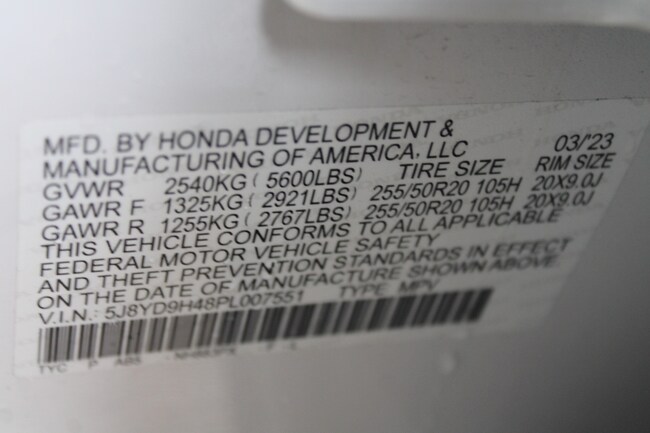 MFD. BY HONDA DEVELOPMENT &
MANUFACTURING OF AMERICA, LLC 03/'23
GVWR 2540KG ( 5600LBS) TIRE SIZE RIM SIZE
GAWR F 1325KG ( 2921LBS) 255/50R20 105H 20X9.0J
GAWR R 1255KG ( 2767LBS) 255/50R20 105H 20X9.0J
THIS VEHICLE CONFORMS TO ALL APPLICABLE
FEDERAL MOTOR VEHICLE SAFETY
AND THEFT PREVENTION STANDARDS IN EFFECT
ON THE DATE OF MANUFACTURE SHOWN ABOVE
V.I.N.: 5J8YD9H48PL007551 TYPE MPV
TYC P ABS